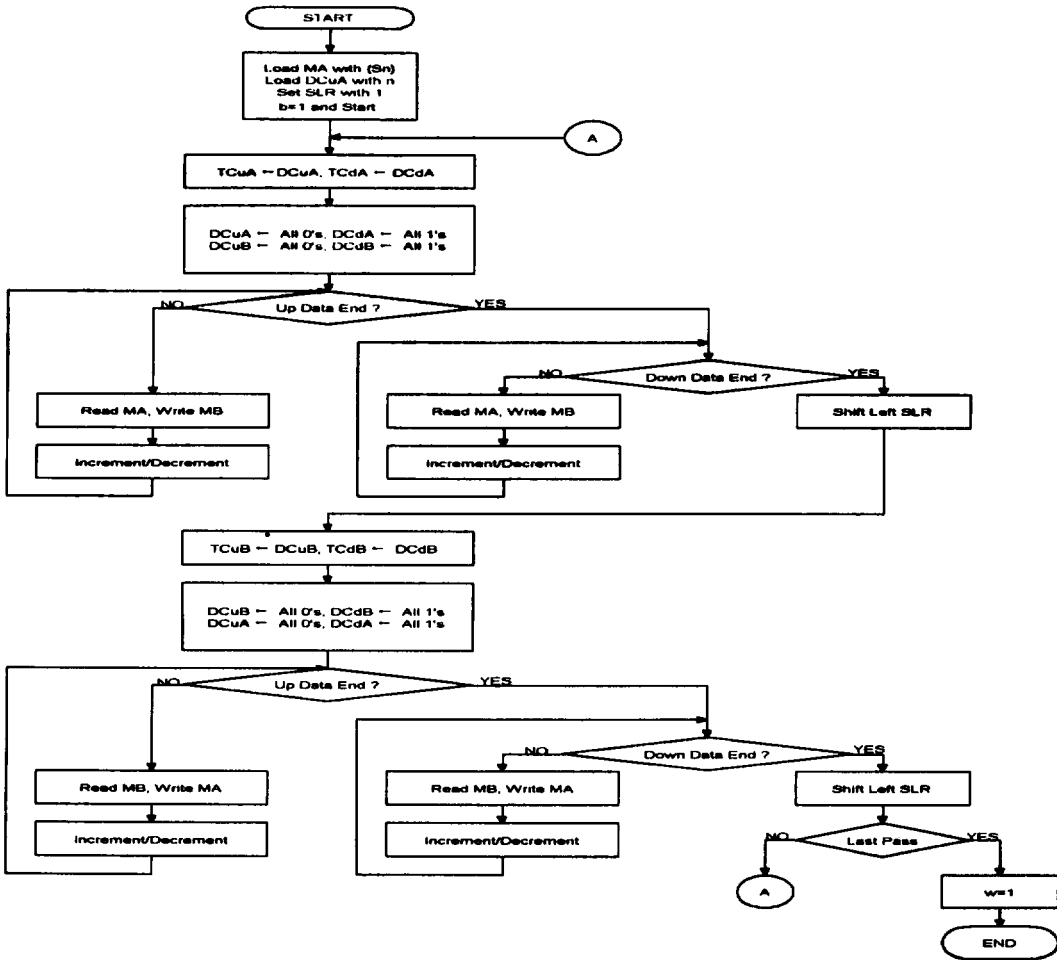 START
Load MA with (Sn)
Load DCuA with n
Set SLR with 1
b=1 and Start
A
TCuA ← DCuA, TCdA ← DCdA
DCuA ← All 0's, DCdA ← All 1's
DCuB ← All 0's, DCdB ← All 1's
NO
Up Data End ?
YES
NO
Down Data End ?
YES
Read MA, Write MB
Read MA, Write MB
Shift Left SLR
Increment/Decrement
Increment/Decrement
TCuB ← DCuB, TCdB ← DCdB
DCuB ← All 0's, DCdB ← All 1's
DCuA ← All 0's, DCdA ← All 1's
NO
Up Data End ?
YES
NO
Down Data End ?
YES
Read MB, Write MA
Read MB, Write MA
Shift Left SLR
Increment/Decrement
Increment/Decrement
NO
Last Pass
YES
A
w=1
END